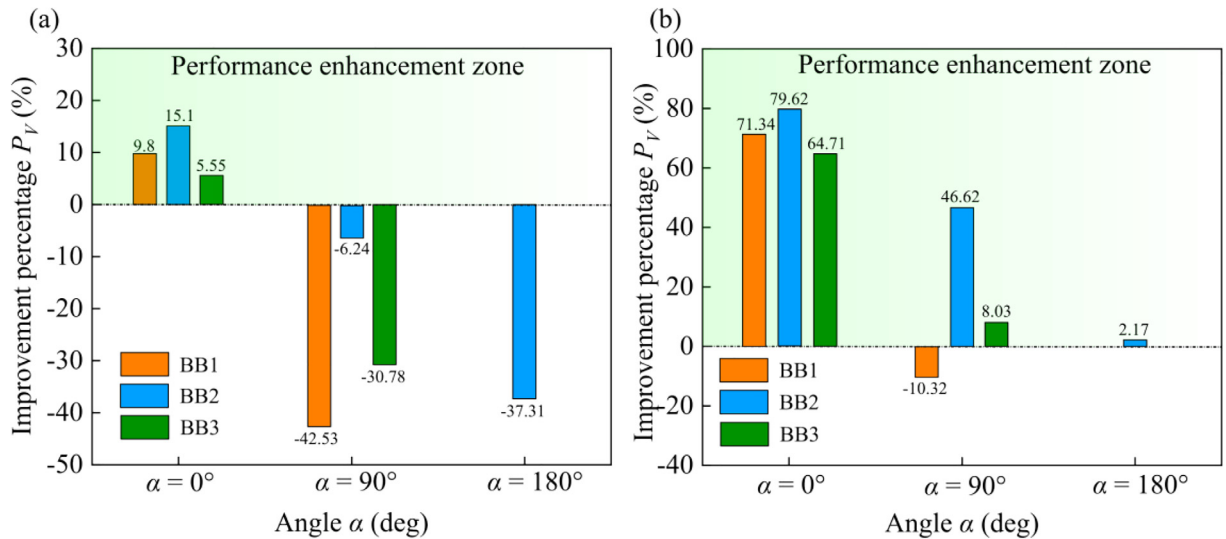 (a)
Performance enhancement zone
Improvement percentage P_V (%)
30
20
10
0
-10
-20
-30
-40
-50
9.8
15.1
5.55
-42.53
-6.24
-30.78
-37.31
BB1
BB2
BB3
α = 0°
α = 90°
α = 180°
Angle α (deg)
(b)
Performance enhancement zone
Improvement percentage P_V (%)
100
80
60
40
20
0
-20
-40
71.34
79.62
64.71
-10.32
46.62
8.03
2.17
BB1
BB2
BB3
α = 0°
α = 90°
α = 180°
Angle α (deg)